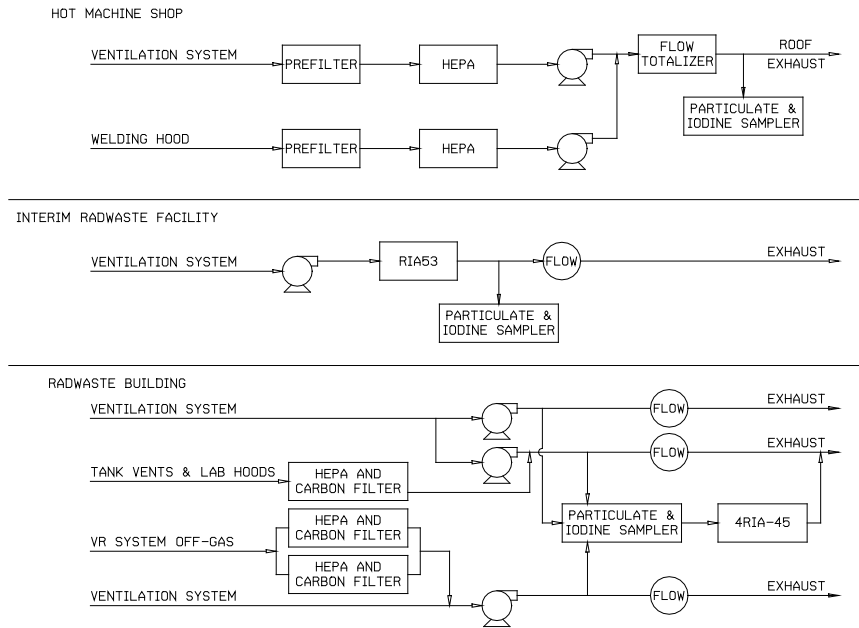 HOT MACHINE SHOP
VENTILATION SYSTEM
PREFILTER
HEPA
FLOW
TOTALIZER
ROOF
EXHAUST
PARTICULATE &
IODINE SAMPLER
WELDING HOOD
PREFILTER
HEPA
INTERIM RADWASTE FACILITY
VENTILATION SYSTEM
RIA53
FLOW
EXHAUST
PARTICULATE &
IODINE SAMPLER
RADWASTE BUILDING
VENTILATION SYSTEM
FLOW
EXHAUST
FLOW
EXHAUST
TANK VENTS & LAB HOODS
HEPA AND
CARBON FILTER
HEPA AND
CARBON FILTER
PARTICULATE &
IODINE SAMPLER
4RIA-45
VR SYSTEM OFF-GAS
HEPA AND
CARBON FILTER
VENTILATION SYSTEM
FLOW
EXHAUST